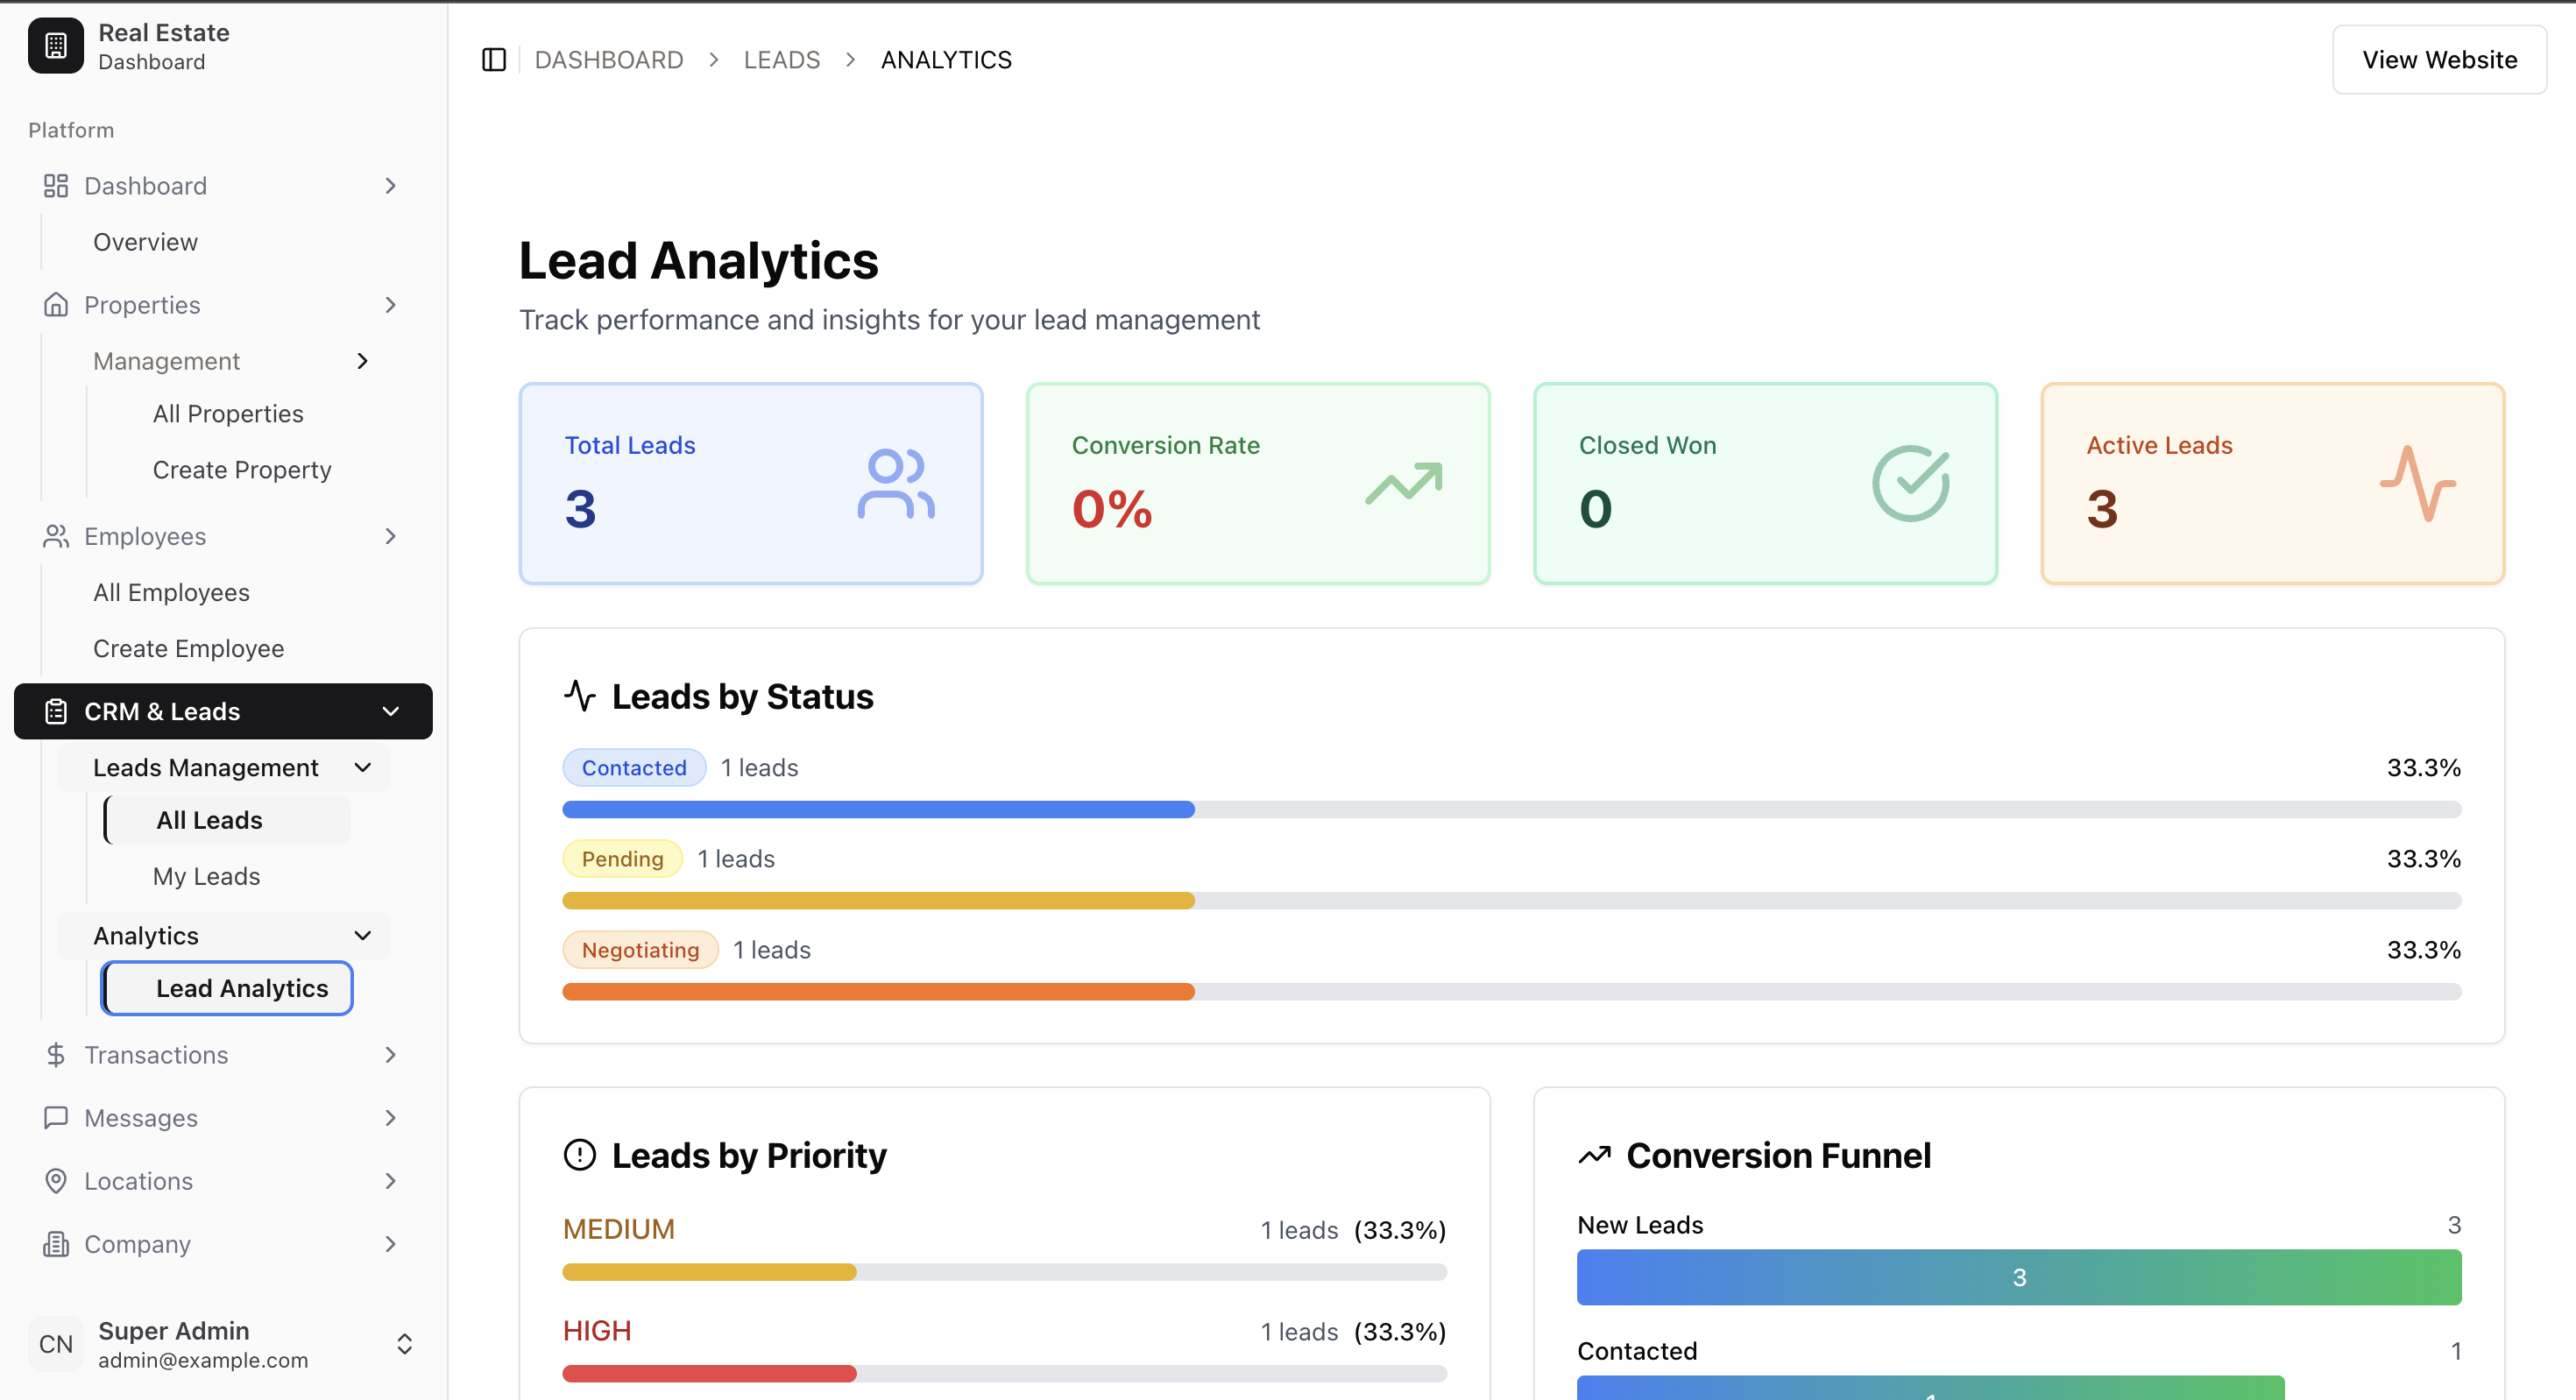 Real Estate
Dashboard
Platform
Dashboard
Overview
Properties
Management
All Properties
Create Property
Employees
All Employees
Create Employee
CRM & Leads
Leads Management
All Leads
My Leads
Analytics
Lead Analytics
Transactions
Messages
Locations
Company
CN
Super Admin
admin@example.com
DASHBOARD > LEADS > ANALYTICS
View Website
Lead Analytics
Track performance and insights for your lead management
Total Leads
3
Conversion Rate
0%
Closed Won
0
Active Leads
3
Leads by Status
Contacted 1 leads 33.3%
Pending 1 leads 33.3%
Negotiating 1 leads 33.3%
Leads by Priority
MEDIUM 1 leads (33.3%)
HIGH 1 leads (33.3%)
Conversion Funnel
New Leads 3
3
Contacted 1